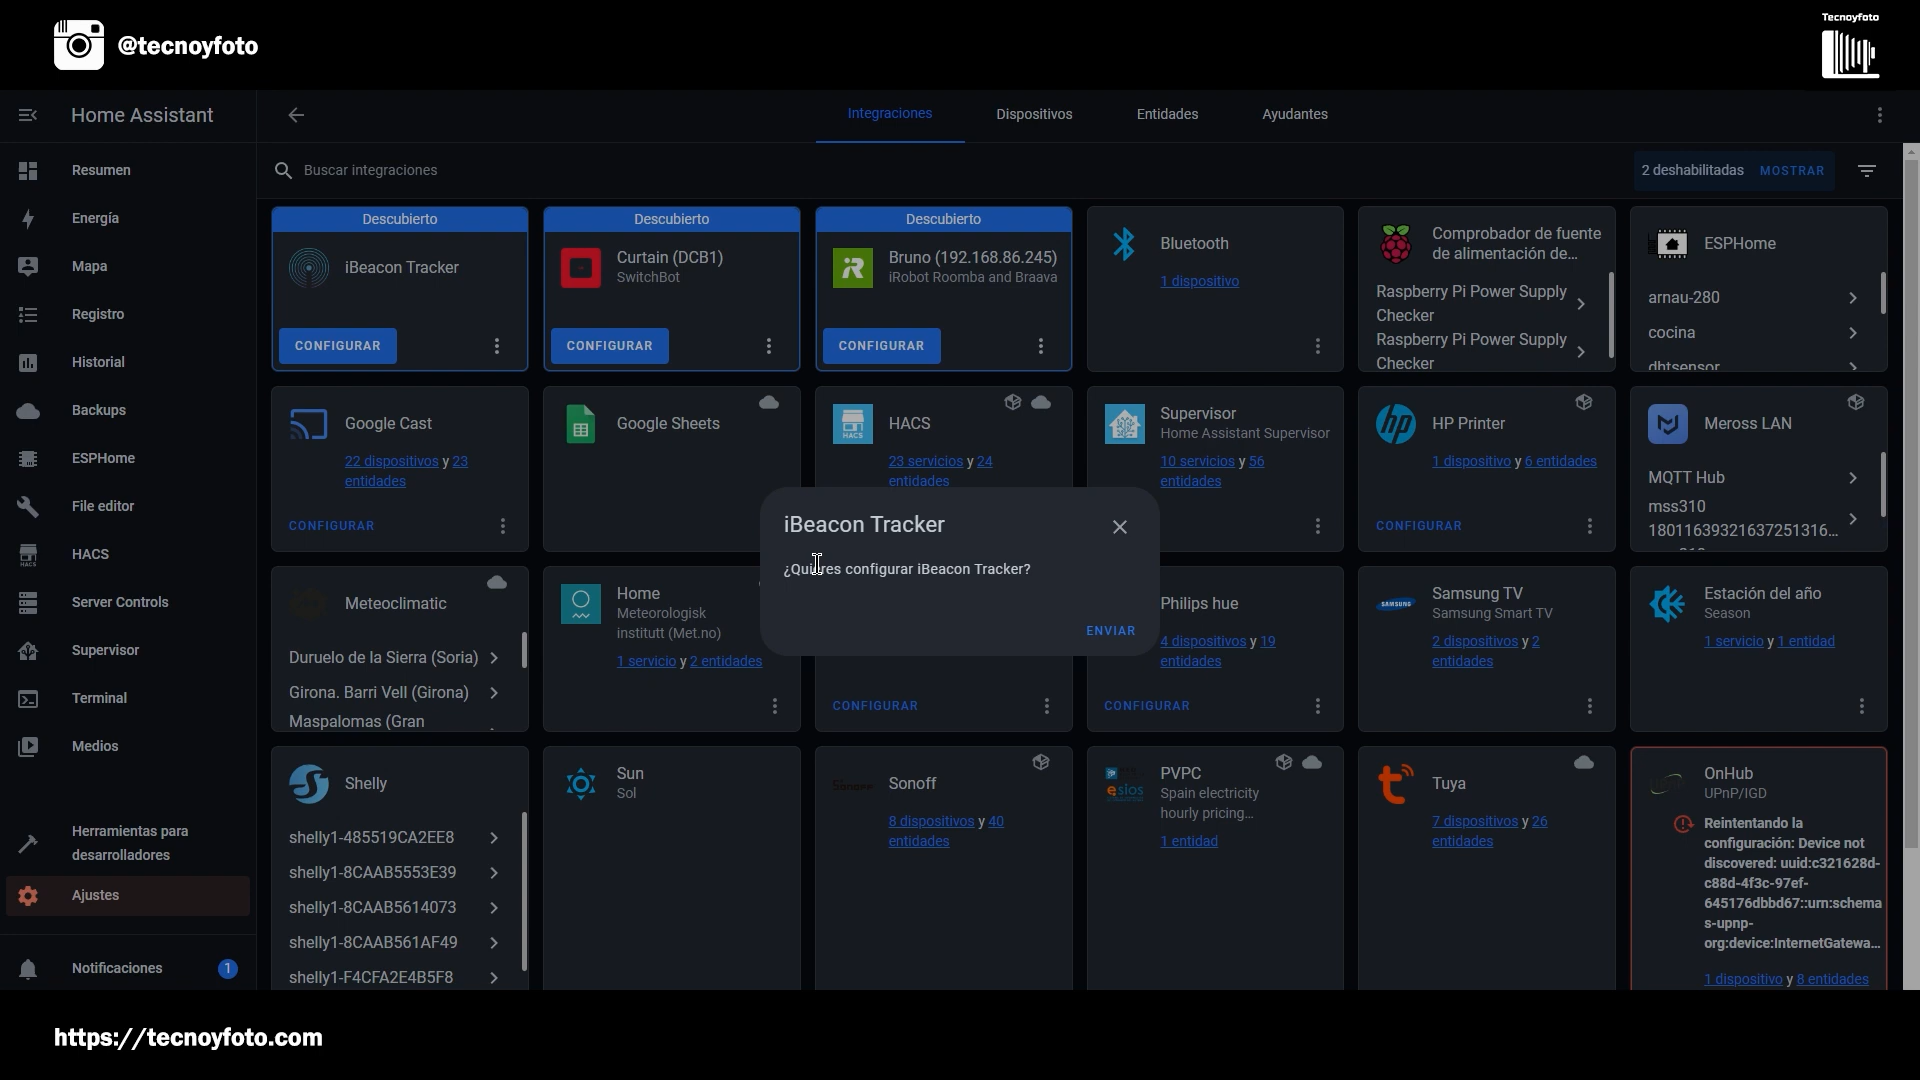 @tecnoyfoto
Tecnoyfoto
Home Assistant
Integraciones
Dispositivos
Entidades
Ayudantes
Resumen
Energía
Mapa
Registro
Historial
Backups
ESPHome
File editor
HACS
Server Controls
Supervisor
Terminal
Medios
Herramientas para
desarrolladores
Ajustes
Notificaciones
1
Buscar integraciones
2 deshabilitadas
MOSTRAR
Descubierto
iBeacon Tracker
CONFIGURAR
Descubierto
Curtain (DCB1)
SwitchBot
CONFIGURAR
Descubierto
Bruno (192.168.86.245)
iRobot Roomba and Braava
CONFIGURAR
Bluetooth
1 dispositivo
Comprobador de fuente
de alimentación de...
Raspberry Pi Power Supply
Checker
Raspberry Pi Power Supply
Checker
ESPHome
arnau-280
cocina
dhtsensor
Google Cast
22 dispositivos y 23
entidades
CONFIGURAR
Google Sheets
HACS
HACS
23 servicios y 24
entidades
Supervisor
Home Assistant Supervisor
10 servicios y 56
entidades
hp
HP Printer
1 dispositivo y 6 entidades
CONFIGURAR
Meross LAN
MQTT Hub
mss310
18011639321637251316...
iBeacon Tracker
¿Quieres configurar iBeacon Tracker?
ENVIAR
Meteoclimatic
Duruelo de la Sierra (Soria)
Girona. Barri Vell (Girona)
Maspalomas (Gran
Home
Meteorologisk
institutt (Met.no)
1 servicio y 2 entidades
CONFIGURAR
Philips hue
4 dispositivos y 19
entidades
CONFIGURAR
SAMSUNG
Samsung TV
Samsung Smart TV
2 dispositivos y 2
entidades
Estación del año
Season
1 servicio y 1 entidad
Shelly
shelly1-485519CA2EE8
shelly1-8CAAB5553E39
shelly1-8CAAB5614073
shelly1-8CAAB561AF49
shelly1-F4CFA2E4B5F8
Sun
Sol
Sonoff
Sonoff
8 dispositivos y 40
entidades
esios
PVPC
Spain electricity
hourly pricing...
1 entidad
Tuya
7 dispositivos y 26
entidades
OnHub
UPnP/IGD
Reintentando la
configuración: Device not
discovered: uuid:c321628d-
c88d-4f3c-97ef-
645176dbbd67::urn:schema
s-upnp-
org:device:InternetGatewa...
1 dispositivo y 8 entidades
https://tecnoyfoto.com